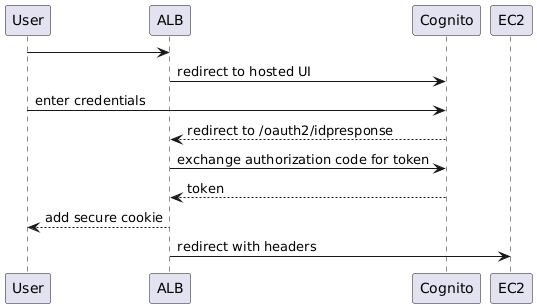 User ALB Cognito EC2
redirect to hosted UI
enter credentials
redirect to /oauth2/idpresponse
exchange authorization code for token
token
add secure cookie
redirect with headers
User ALB Cognito EC2